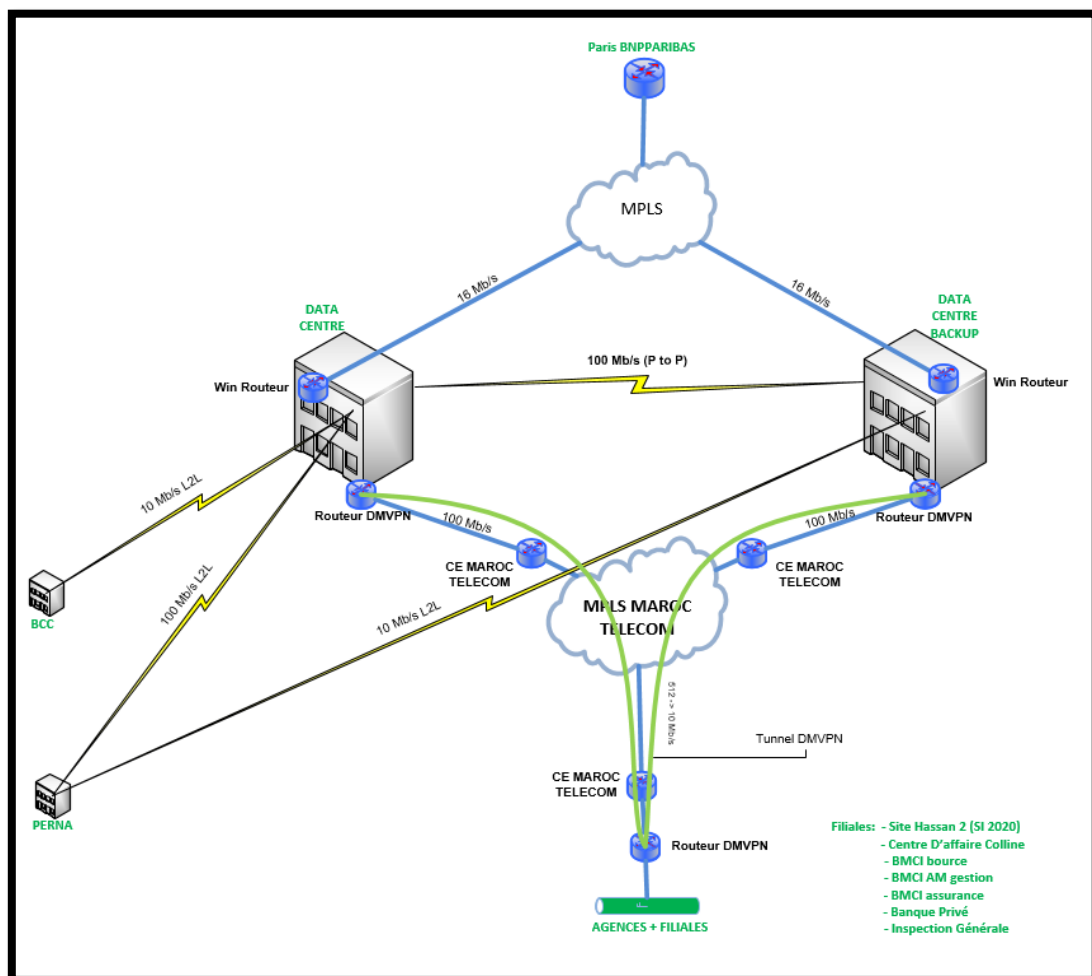 Paris BNPPARIBAS
MPLS
16 Mb/s
16 Mb/s
DATA
CENTRE
DATA
CENTRE
BACKUP
100 Mb/s (P to P)
Win Routeur
Win Routeur
10 Mb/s L2L
Routeur DMVPN
100 Mb/s
Routeur DMVPN
100 Mb/s
CE MAROC
TELECOM
CE MAROC
TELECOM
100 Mb/s L2L
10 Mb/s L2L
MPLS MAROC
TELECOM
BCC
512 -> 10 Mb/s
Tunnel DMVPN
CE MAROC
TELECOM
PERNA
Routeur DMVPN
AGENCES + FILIALES
Filiales: - Site Hassan 2 (SI 2020)
- Centre D'affaire Colline
- BMCI bource
- BMCI AM gestion
- BMCI assurance
- Banque Privé
- Inspection Générale